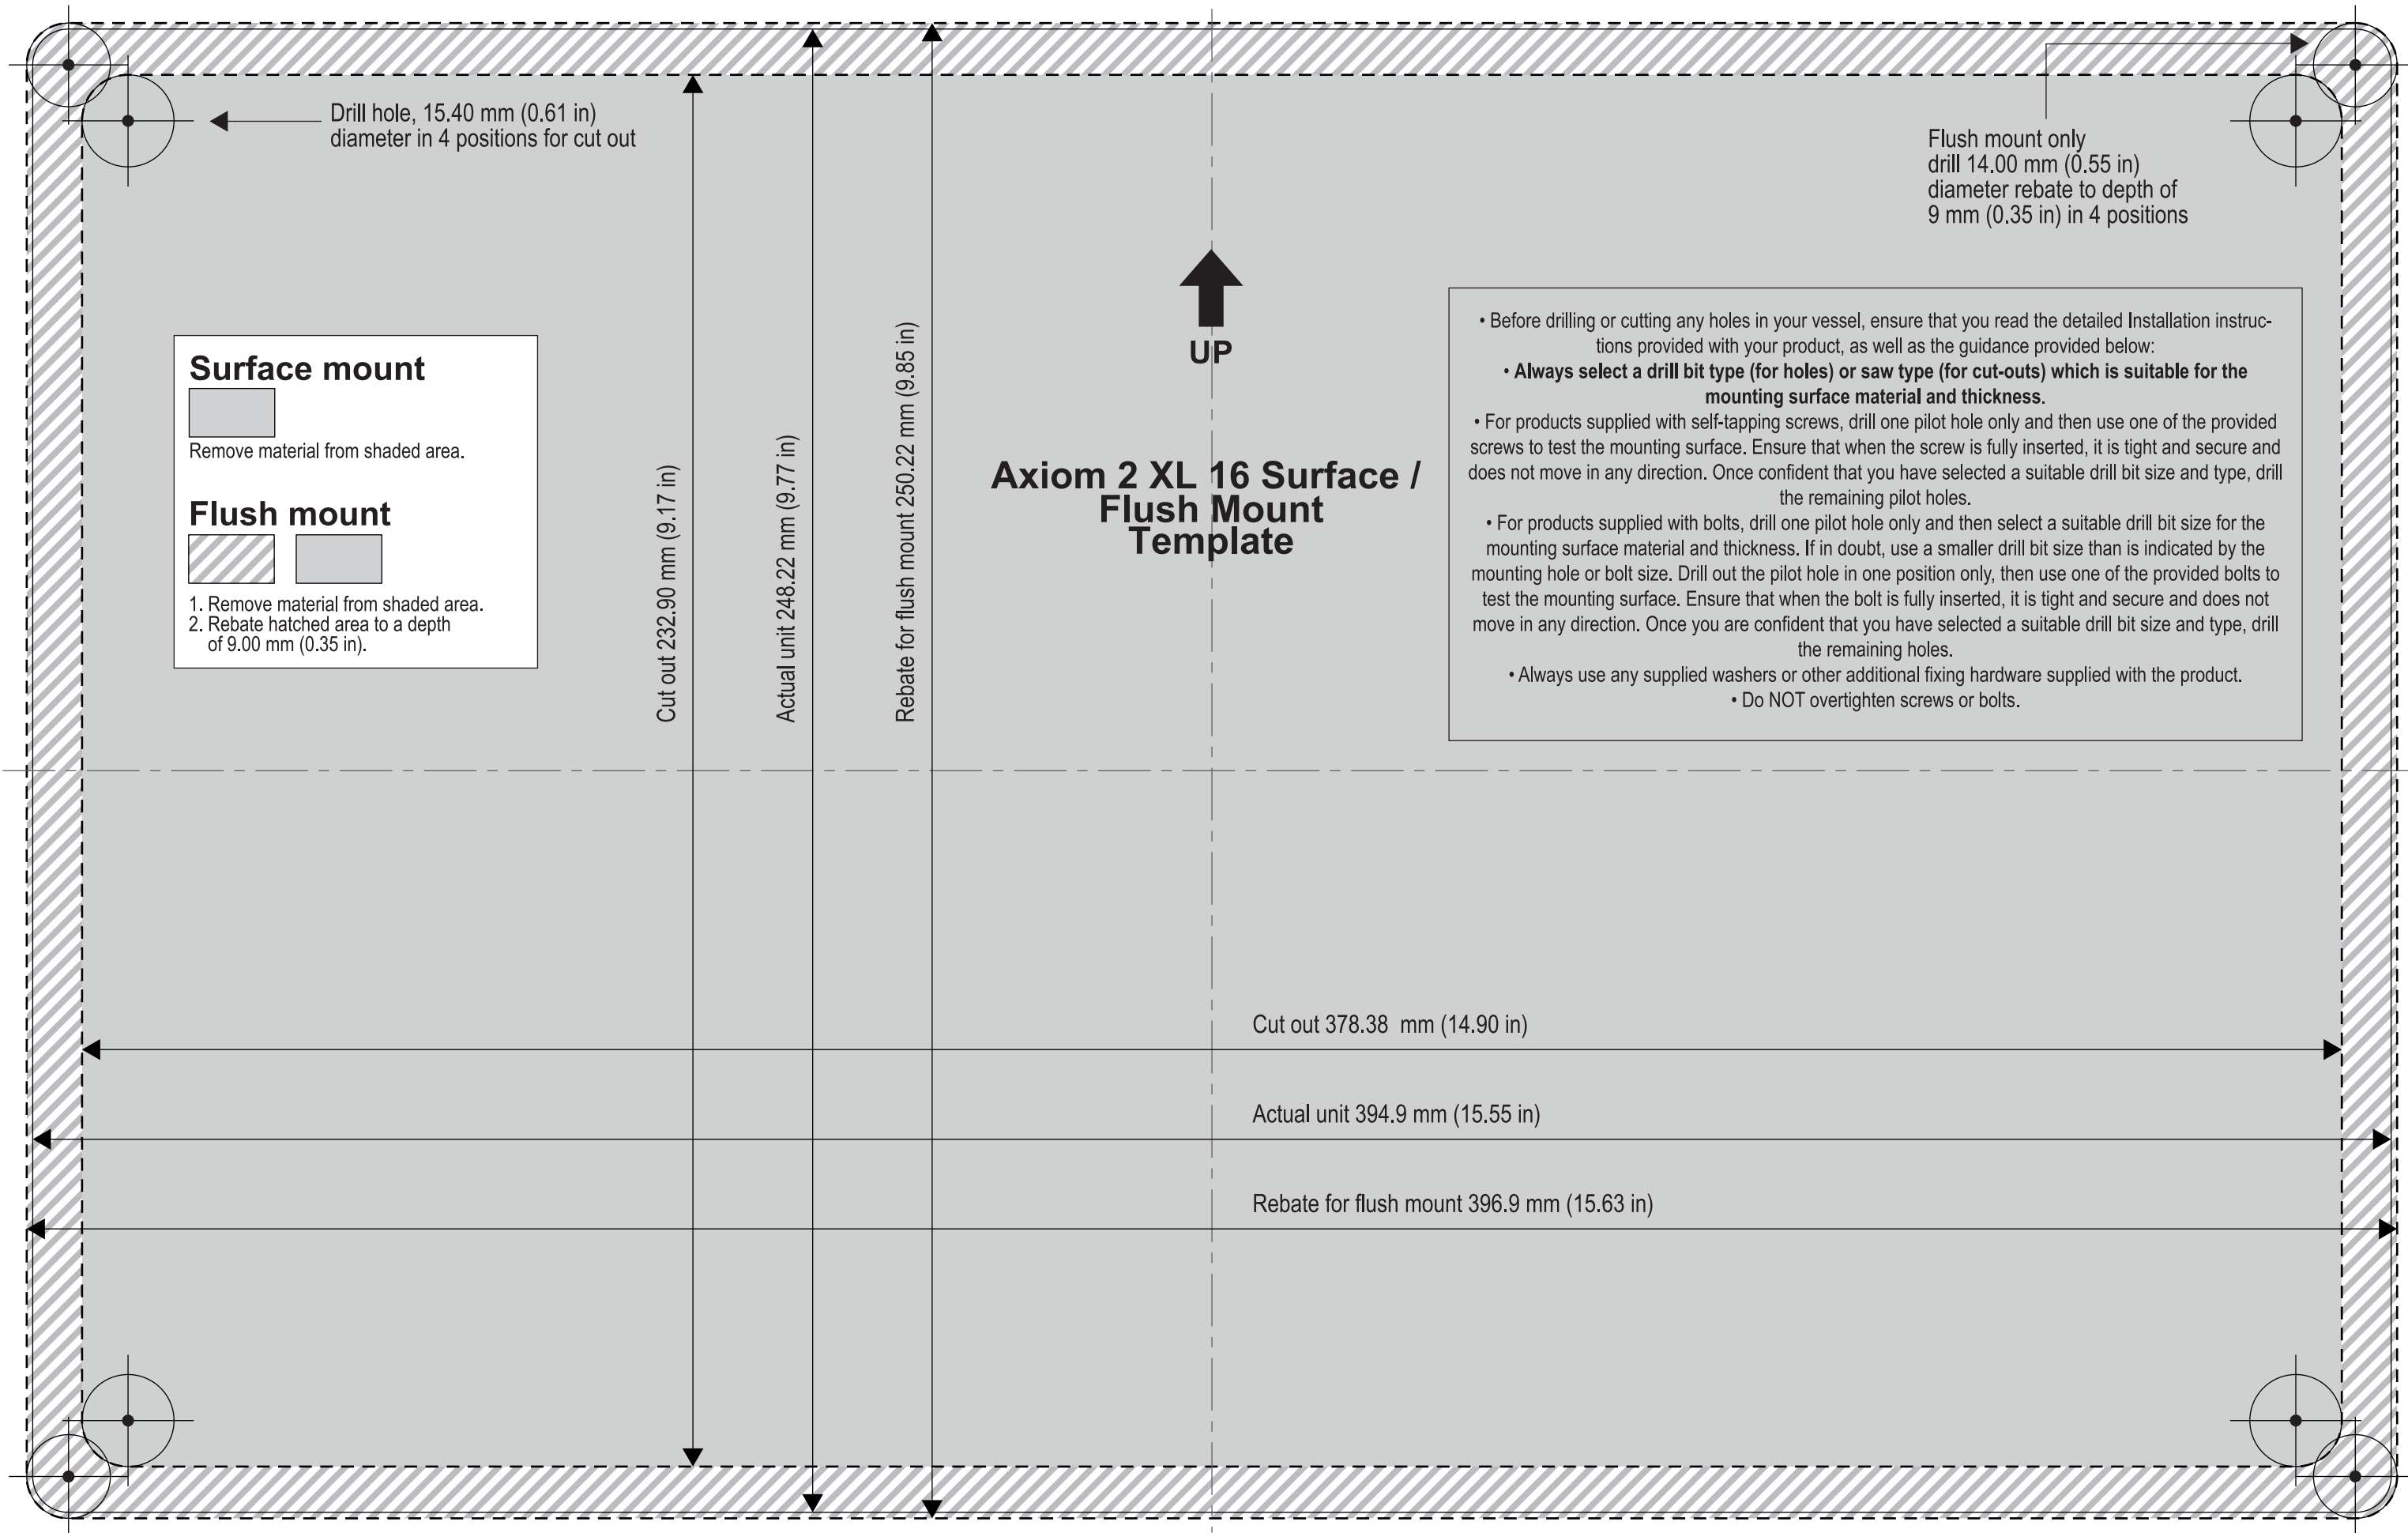 Drill hole, 15.40 mm (0.61 in)
diameter in 4 positions for cut out
Flush mount only
drill 14.00 mm (0.55 in)
diameter rebate to depth of
9 mm (0.35 in) in 4 positions
Surface mount
Remove material from shaded area.
Flush mount
1. Remove material from shaded area.
2. Rebate hatched area to a depth
of 9.00 mm (0.35 in).
Cut out 232.90 mm (9.17 in)
Actual unit 248.22 mm (9.77 in)
Rebate for flush mount 250.22 mm (9.85 in)
UP
Axiom 2 XL 16 Surface /
Flush Mount
Template
• Before drilling or cutting any holes in your vessel, ensure that you read the detailed Installation instruc-
tions provided with your product, as well as the guidance provided below:
• Always select a drill bit type (for holes) or saw type (for cut-outs) which is suitable for the
mounting surface material and thickness.
• For products supplied with self-tapping screws, drill one pilot hole only and then use one of the provided
screws to test the mounting surface. Ensure that when the screw is fully inserted, it is tight and secure and
does not move in any direction. Once confident that you have selected a suitable drill bit size and type, drill
the remaining pilot holes.
• For products supplied with bolts, drill one pilot hole only and then select a suitable drill bit size for the
mounting surface material and thickness. If in doubt, use a smaller drill bit size than is indicated by the
mounting hole or bolt size. Drill out the pilot hole in one position only, then use one of the provided bolts to
test the mounting surface. Ensure that when the bolt is fully inserted, it is tight and secure and does not
move in any direction. Once you are confident that you have selected a suitable drill bit size and type, drill
the remaining holes.
• Always use any supplied washers or other additional fixing hardware supplied with the product.
• Do NOT overtighten screws or bolts.
Cut out 378.38  mm (14.90 in)
Actual unit 394.9 mm (15.55 in)
Rebate for flush mount 396.9 mm (15.63 in)